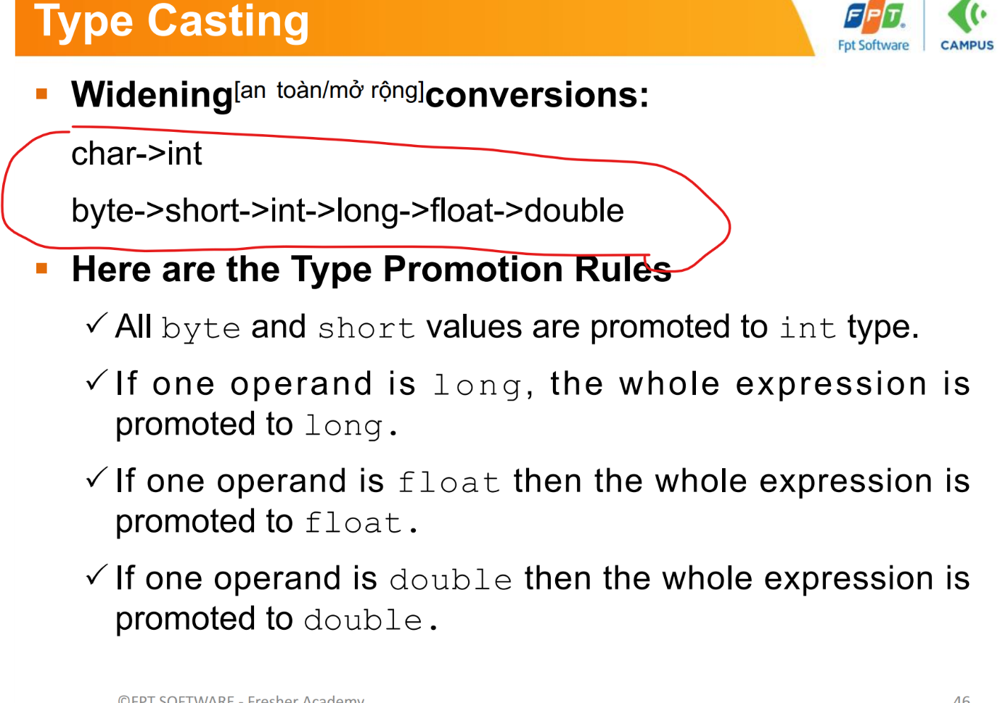 Type Casting
FPT.
Fpt Software
CAMPUS
▪ Widening[an toàn/mở rộng]conversions:
char->int
byte->short->int->long->float->double
▪ Here are the Type Promotion Rules
✓ All byte and short values are promoted to int type.
✓ If one operand is long, the whole expression is
promoted to long.
✓ If one operand is float then the whole expression is
promoted to float.
✓ If one operand is double then the whole expression is
promoted to double.
©FPT SOFTWARE - Fresher Academy
46